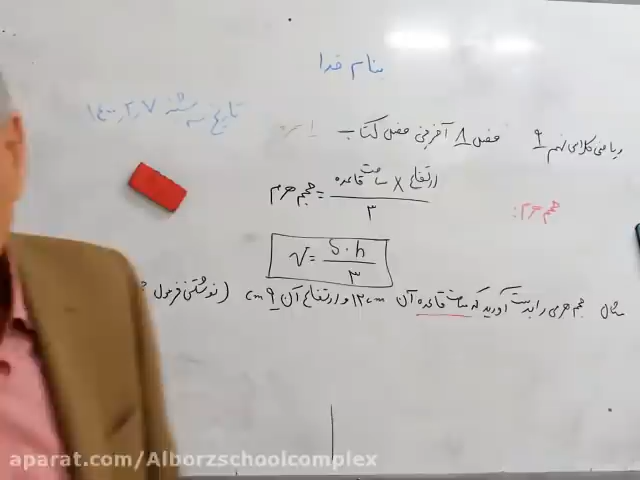 بنام خدا
تاریخ سه شنبه ۱۴۰۰٫۲٫۷
ریاضی کلاس نهم ۹ فصل ۸ آخرین فصل کتاب
حجم هرم:
حجم هرم = ارتفاع × مساحت قاعده / ۳
V = S.h / ۳
مثال حجم هرمی را بدست آورید که مساحت قاعده آن ۱۲cm و ارتفاع آن ۹ cm (نوشتن فرمول
aparat.com/Alborzschoolcomplex